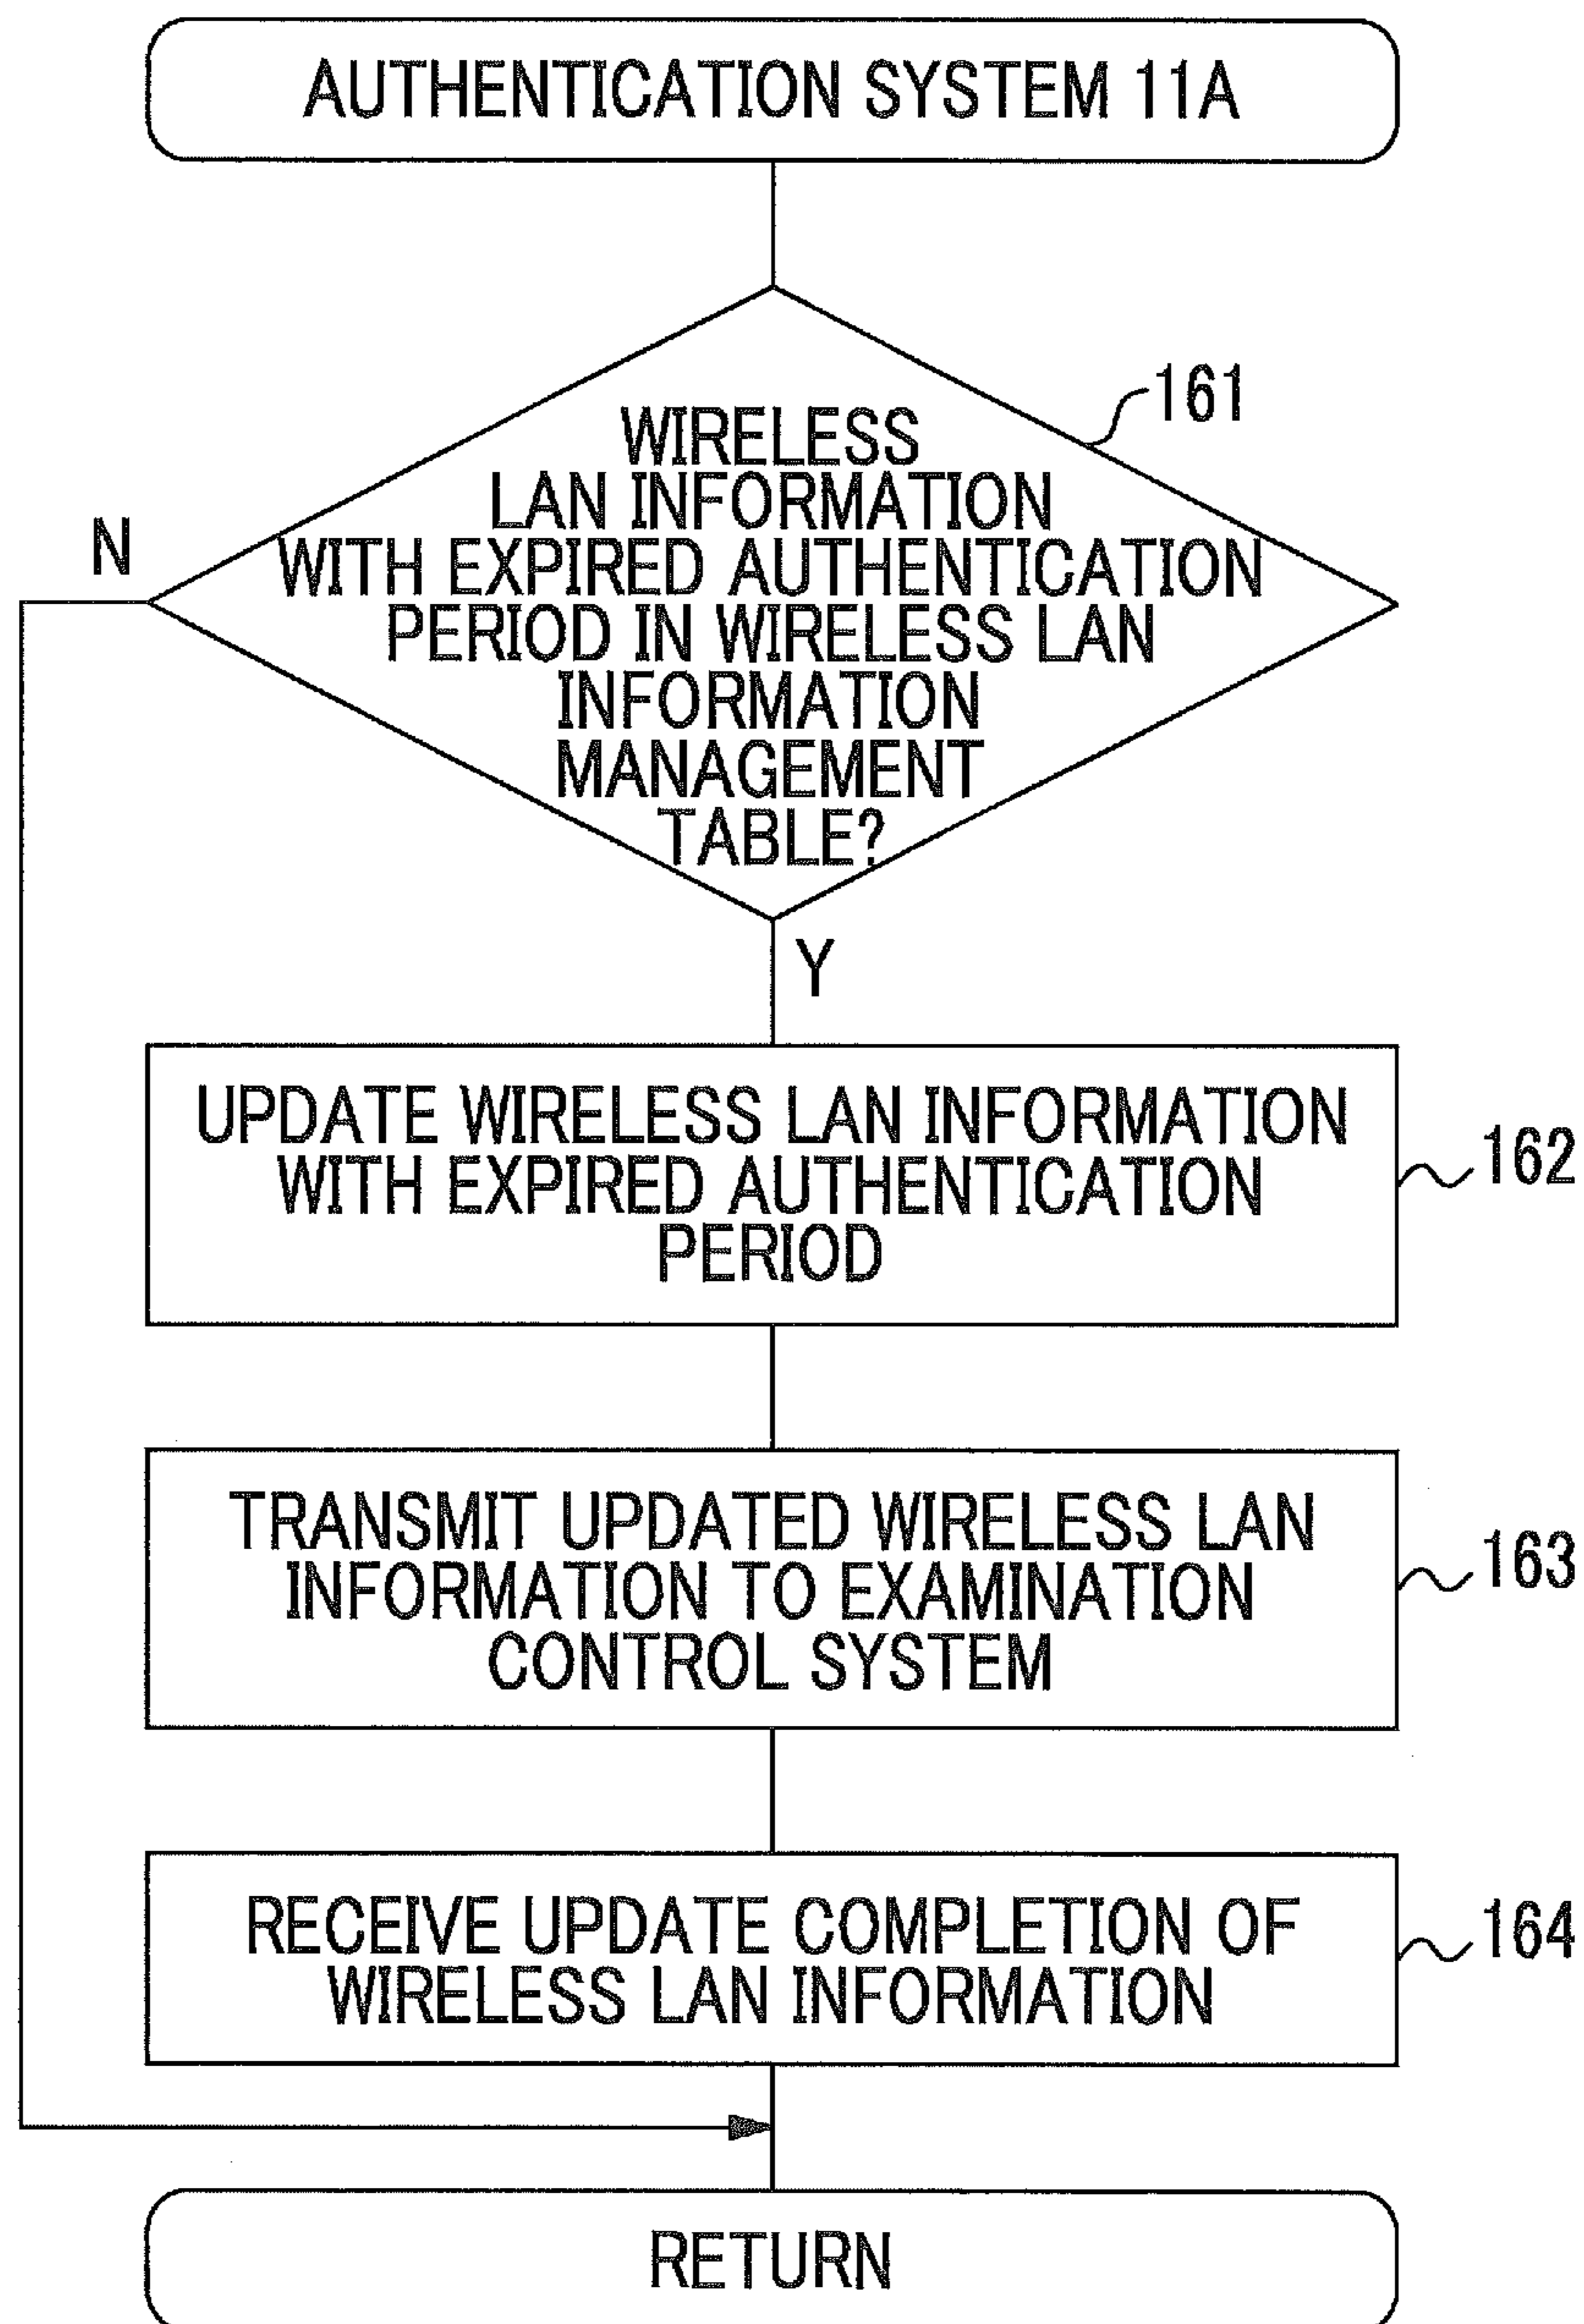 AUTHENTICATION SYSTEM 11A
161
WIRELESS
LAN INFORMATION
WITH EXPIRED AUTHENTICATION
PERIOD IN WIRELESS LAN
INFORMATION
MANAGEMENT
TABLE?
N
Y
UPDATE WIRELESS LAN INFORMATION
WITH EXPIRED AUTHENTICATION
PERIOD
162
TRANSMIT UPDATED WIRELESS LAN
INFORMATION TO EXAMINATION
CONTROL SYSTEM
163
RECEIVE UPDATE COMPLETION OF
WIRELESS LAN INFORMATION
164
RETURN